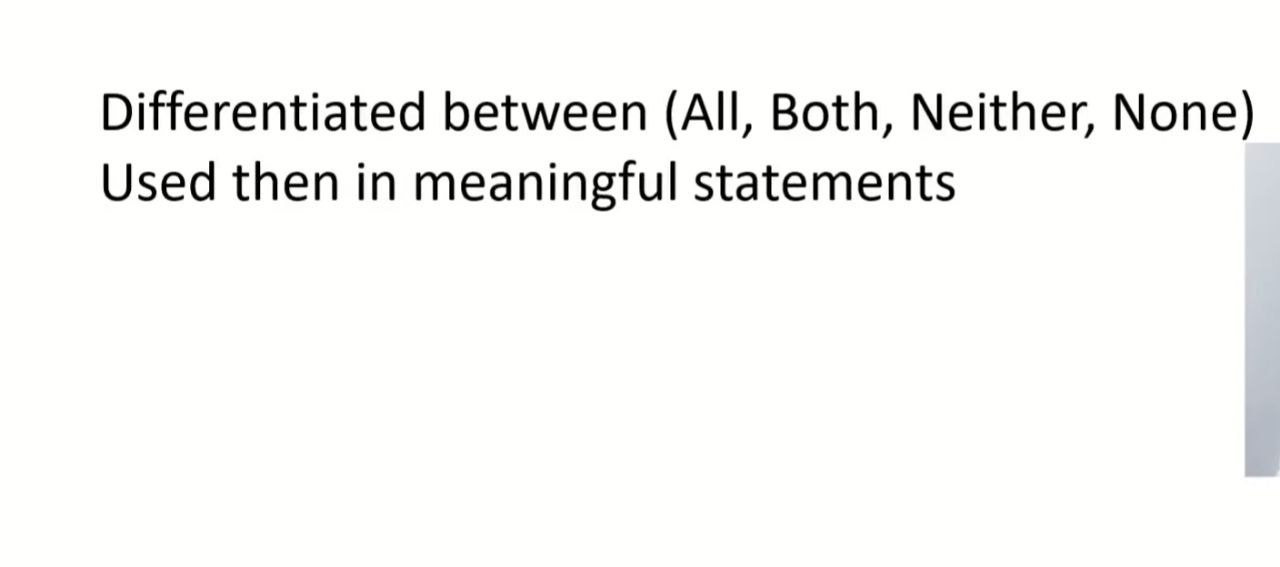 Differentiated between (All, Both, Neither, None)
Used then in meaningful statements